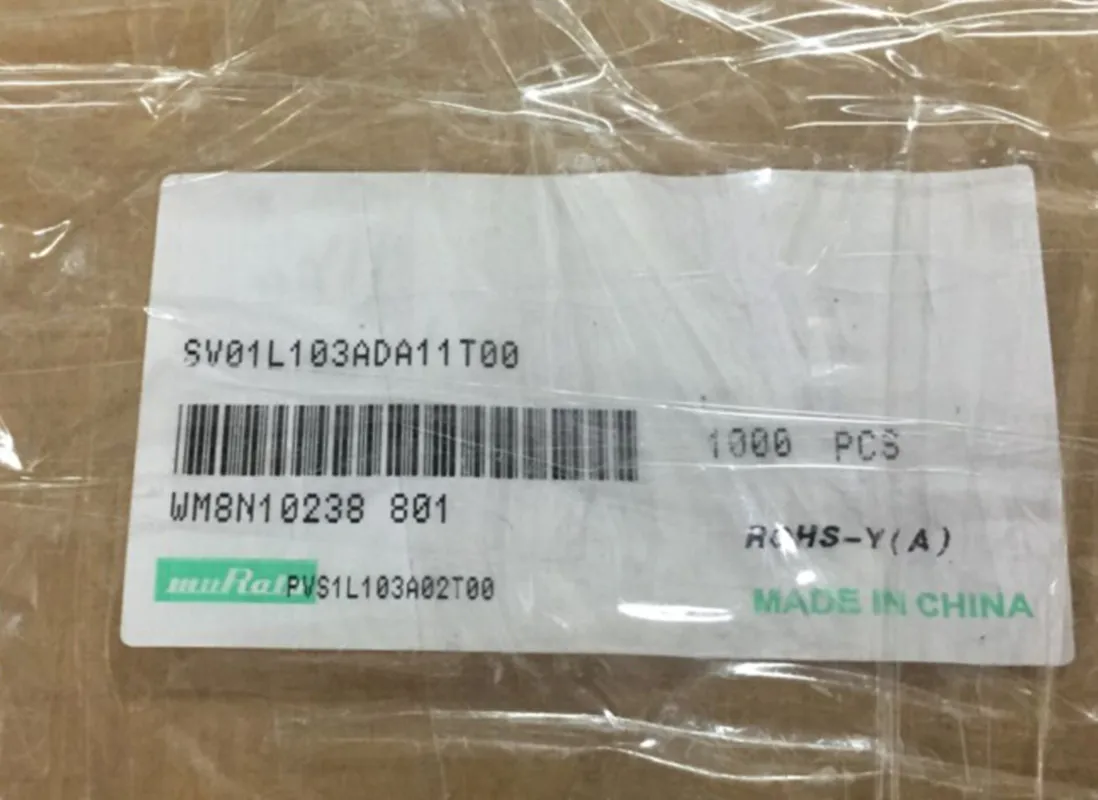 SV01L103ADA11T00
1000 PCS
WM8N10238 801
ROHS-Y(A)
muRata PVS1L103A02T00
MADE IN CHINA